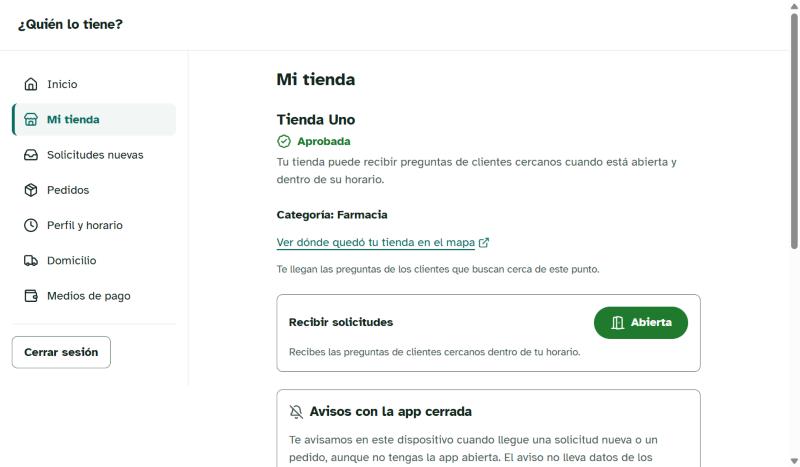 ¿Quién lo tiene?
Inicio
Mi tienda
Solicitudes nuevas
Pedidos
Perfil y horario
Domicilio
Medios de pago
Cerrar sesión
Mi tienda
Tienda Uno
Aprobada
Tu tienda puede recibir preguntas de clientes cercanos cuando está abierta y
dentro de su horario.
Categoría: Farmacia
Ver dónde quedó tu tienda en el mapa
Te llegan las preguntas de los clientes que buscan cerca de este punto.
Recibir solicitudes
Abierta
Recibes las preguntas de clientes cercanos dentro de tu horario.
Avisos con la app cerrada
Te avisamos en este dispositivo cuando llegue una solicitud nueva o un
pedido, aunque no tengas la app abierta. El aviso no lleva datos de los